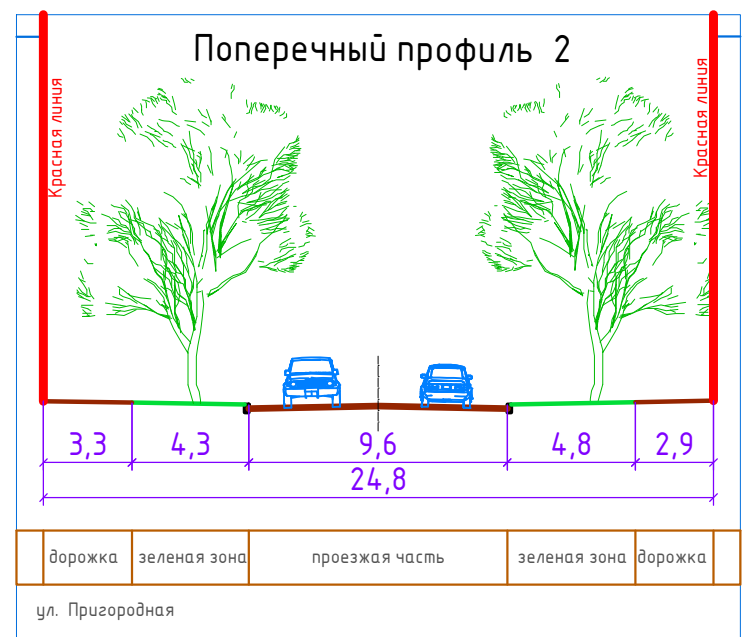 Поперечный профиль 2
Красная линия
Красная линия
3,3 4,3 9,6 4,8 2,9
24,8
дорожка зеленая зона проезжая часть зеленая зона дорожка
ул. Пригородная